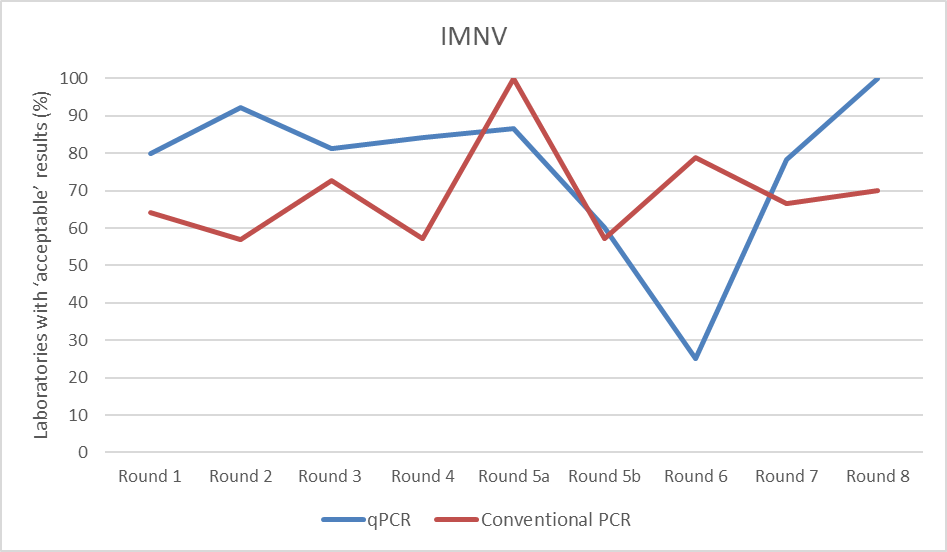 IMNV
Laboratories with ‘acceptable’ results (%)
100
90
80
70
60
50
40
30
20
10
0
Round 1 Round 2 Round 3 Round 4 Round 5a Round 5b Round 6 Round 7 Round 8
qPCR Conventional PCR